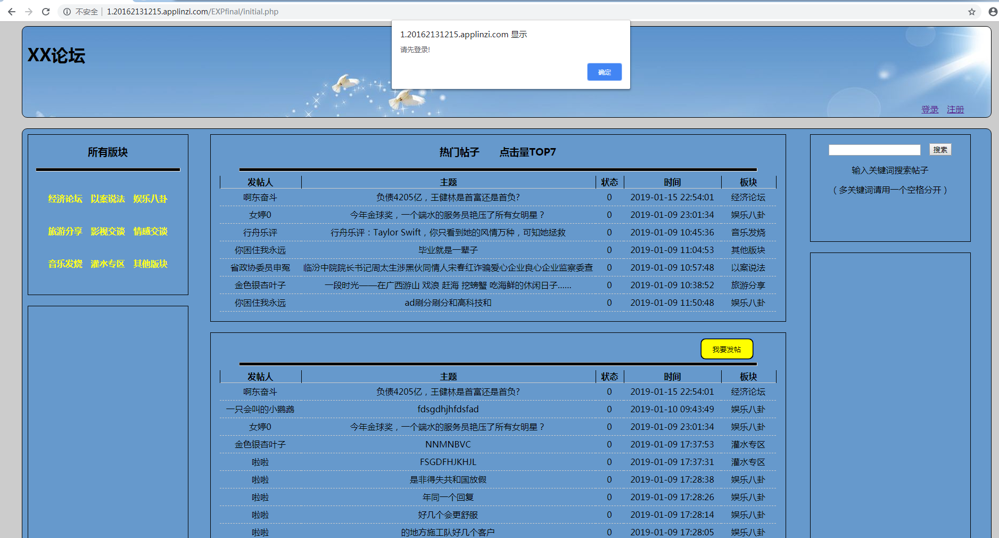 不安全 | 1.20162131215.applinzi.com/EXPfinal/initial.php
1.20162131215.applinzi.com 显示
请先登录!
确定
XX论坛
登录 注册
所有版块
经济论坛 以案说法 娱乐八卦
旅游分享 影视交谈 情感交谈
音乐发烧 灌水专区 其他版块
热门帖子 点击量TOP7
发帖人 主题 状态 时间 板块
啊东奋斗 负债4205亿，王健林是首富还是首负? 0 2019-01-15 22:54:01 经济论坛
女婷0 今年金球奖，一个端水的服务员艳压了所有女明星？ 0 2019-01-09 23:01:34 娱乐八卦
行舟乐评 行舟乐评：Taylor Swift，你只看到她的风情万种，可知她拯救 0 2019-01-09 10:45:36 音乐发烧
你困住我永远 毕业就是一辈子 0 2019-01-09 11:04:53 其他版块
省政协委员申冤 临汾中院院长书记周太生涉黑伙同情人宋春红诈骗爱心企业良心企业监察委查 0 2019-01-09 10:57:48 以案说法
金色银杏叶子 一段时光——在广西游山 戏浪 赶海 挖螃蟹 吃海鲜的休闲日子...... 0 2019-01-09 10:38:52 旅游分享
你困住我永远 ad刷分刷分和高科技和 0 2019-01-09 11:50:48 娱乐八卦
我要发帖
发帖人 主题 状态 时间 板块
啊东奋斗 负债4205亿，王健林是首富还是首负? 0 2019-01-15 22:54:01 经济论坛
一只会叫的小鹦鹉 fdsgdhjhfdsfad 0 2019-01-10 09:43:49 娱乐八卦
女婷0 今年金球奖，一个端水的服务员艳压了所有女明星？ 0 2019-01-09 23:01:34 娱乐八卦
金色银杏叶子 NNMNBVC 0 2019-01-09 17:37:53 灌水专区
啦啦 FSGDFHJKHJL 0 2019-01-09 17:37:31 灌水专区
啦啦 是非得失共和国放假 0 2019-01-09 17:28:38 娱乐八卦
啦啦 年同一个回复 0 2019-01-09 17:28:26 娱乐八卦
啦啦 好几个会更舒服 0 2019-01-09 17:28:14 娱乐八卦
啦啦 的地方施工队好几个客户 0 2019-01-09 17:28:05 娱乐八卦
搜索
输入关键词搜索帖子
（多关键词请用一个空格分开）